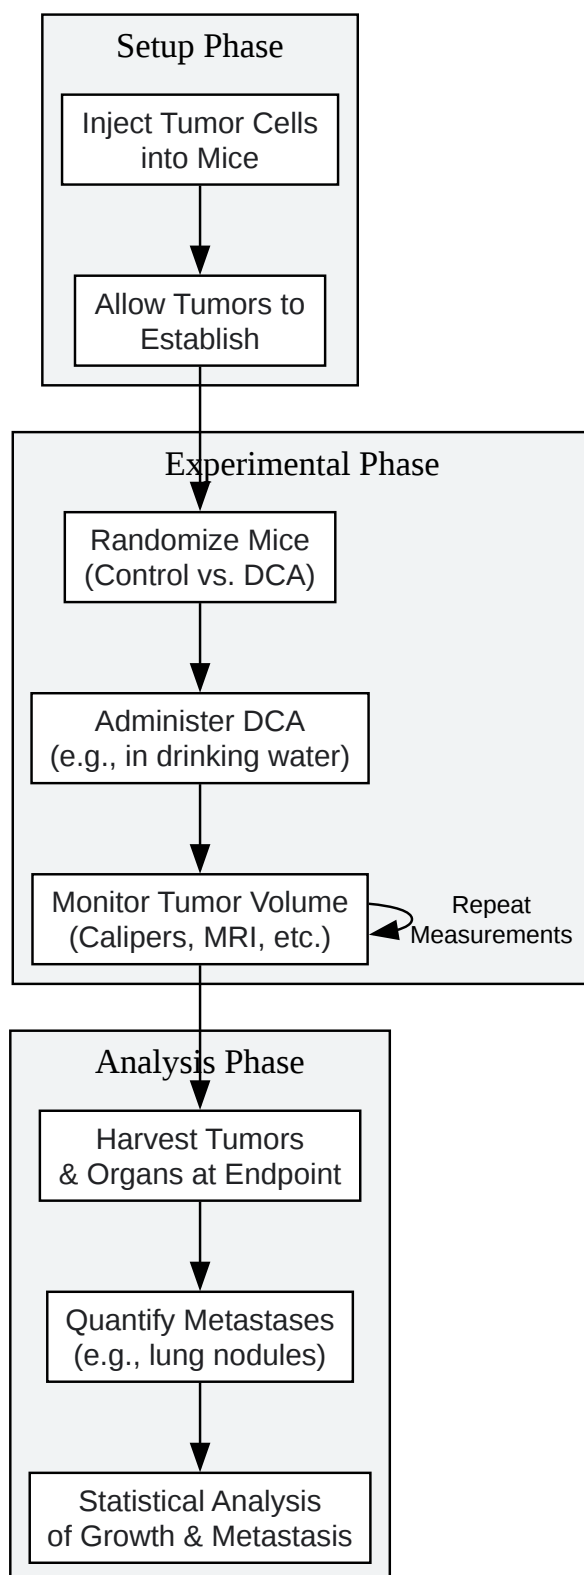 Setup Phase
Inject Tumor Cells
into Mice
Allow Tumors to
Establish
Experimental Phase
Randomize Mice
(Control vs. DCA)
Administer DCA
(e.g., in drinking water)
Monitor Tumor Volume
(Calipers, MRI, etc.)
Repeat
Measurements
Analysis Phase
Harvest Tumors
& Organs at Endpoint
Quantify Metastases
(e.g., lung nodules)
Statistical Analysis
of Growth & Metastasis